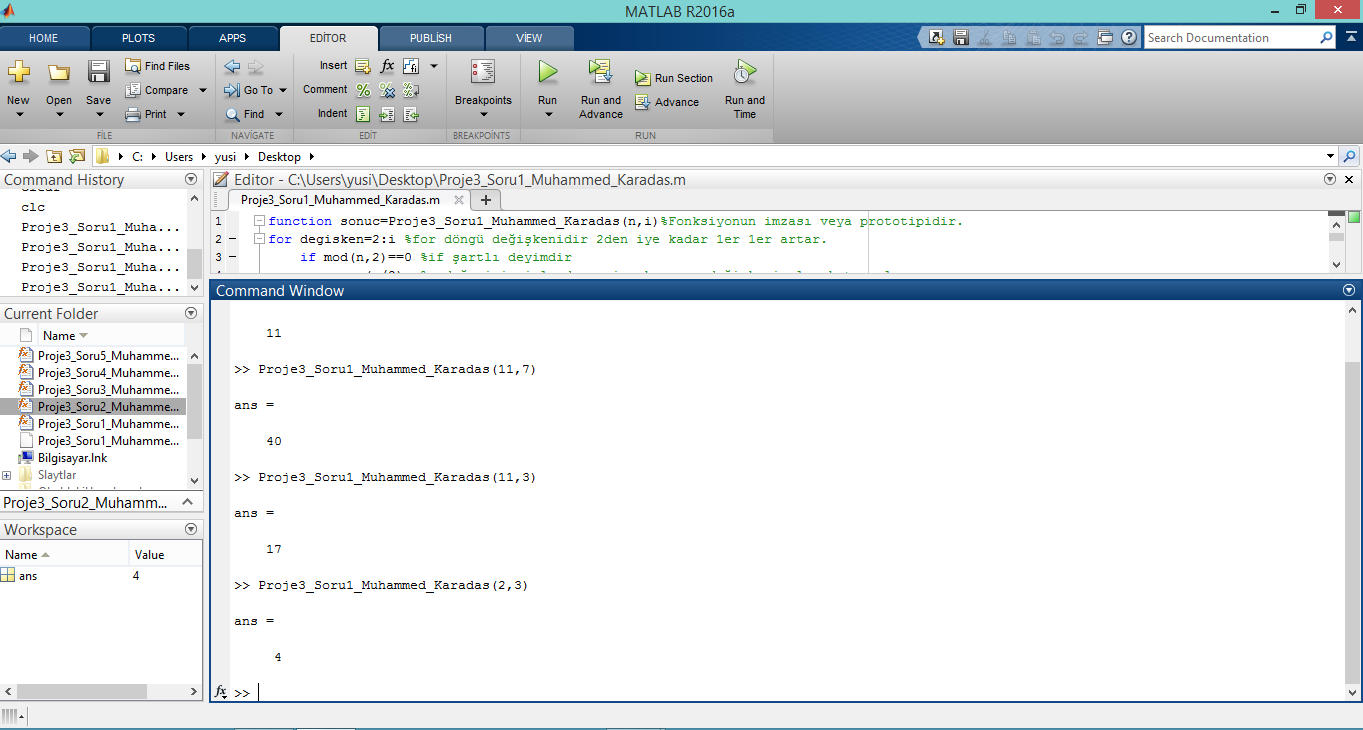 MATLAB R2016a
HOME PLOTS APPS EDİTOR PUBLİSH VİEW
Search Documentation
New Open Save
Find Files
Compare
Print
Go To
Find
Insert
Comment
Indent
Breakpoints
Run
Run and Advance
Run Section
Advance
Run and Time
FİLE NAVİGATE EDİT BREAKPOİNTS RUN
C: Users yusi Desktop
Command History
clc
Proje3_Soru1_Muha...
Proje3_Soru1_Muha...
Proje3_Soru1_Muha...
Proje3_Soru1_Muha...
Current Folder
Name
Proje3_Soru5_Muhamme...
Proje3_Soru4_Muhamme...
Proje3_Soru3_Muhamme...
Proje3_Soru2_Muhamme...
Proje3_Soru1_Muhamme...
Proje3_Soru1_Muhamme...
Bilgisayar.lnk
Slaytlar
Proje3_Soru2_Muhamm...
Workspace
Name Value
ans 4
Editor - C:\Users\yusi\Desktop\Proje3_Soru1_Muhammed_Karadas.m
Proje3_Soru1_Muhammed_Karadas.m
1 function sonuc=Proje3_Soru1_Muhammed_Karadas(n,i)%Fonksiyonun imzası veya prototipidir.
2 for degisken=2:i %for döngü değişkenidir 2den iye kadar 1er 1er artar.
3 if mod(n,2)==0 %if şartlı deyimdir
Command Window
11
>> Proje3_Soru1_Muhammed_Karadas(11,7)
ans =
40
>> Proje3_Soru1_Muhammed_Karadas(11,3)
ans =
17
>> Proje3_Soru1_Muhammed_Karadas(2,3)
ans =
4
fx >>